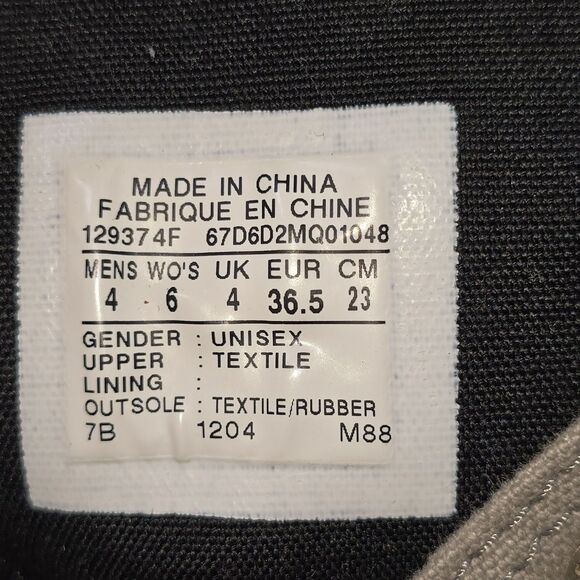 MADE IN CHINA
FABRIQUE EN CHINE
129374F 67D6D2MQ01048
MENS WO'S UK EUR CM
4 6 4 36.5 23
GENDER : UNISEX
UPPER : TEXTILE
LINING :
OUTSOLE : TEXTILE/RUBBER
7B 1204 M88